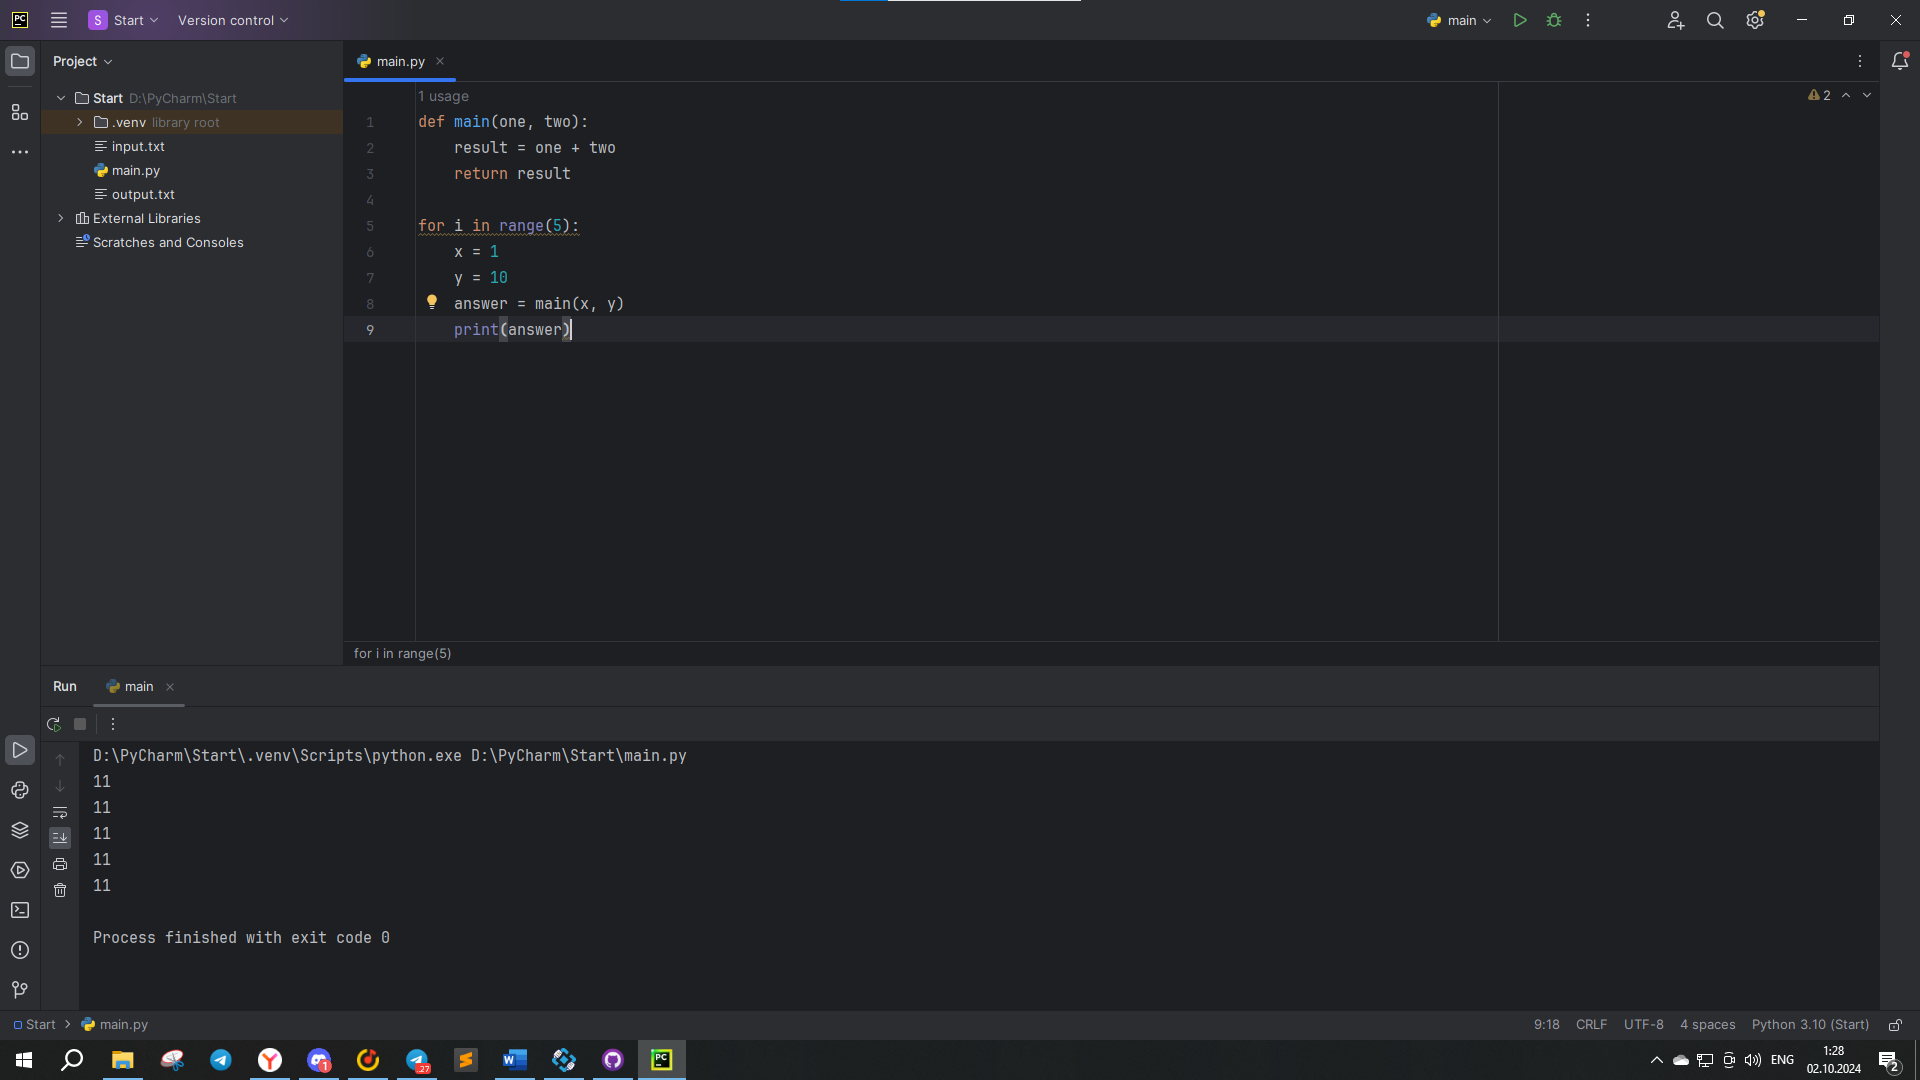 PC
S Start
Version control
main
Project
main.py
Start D:\PyCharm\Start
.venv library root
input.txt
main.py
output.txt
External Libraries
Scratches and Consoles
1 usage
2
1 def main(one, two):
2     result = one + two
3     return result
4
5 for i in range(5):
6     x = 1
7     y = 10
8     answer = main(x, y)
9     print(answer)
for i in range(5)
Run main
D:\PyCharm\Start\.venv\Scripts\python.exe D:\PyCharm\Start\main.py
11
11
11
11
11
Process finished with exit code 0
Start main.py
9:18 CRLF UTF-8 4 spaces Python 3.10 (Start)
Y 1 27 S W PC
ENG
1:28
02.10.2024
2